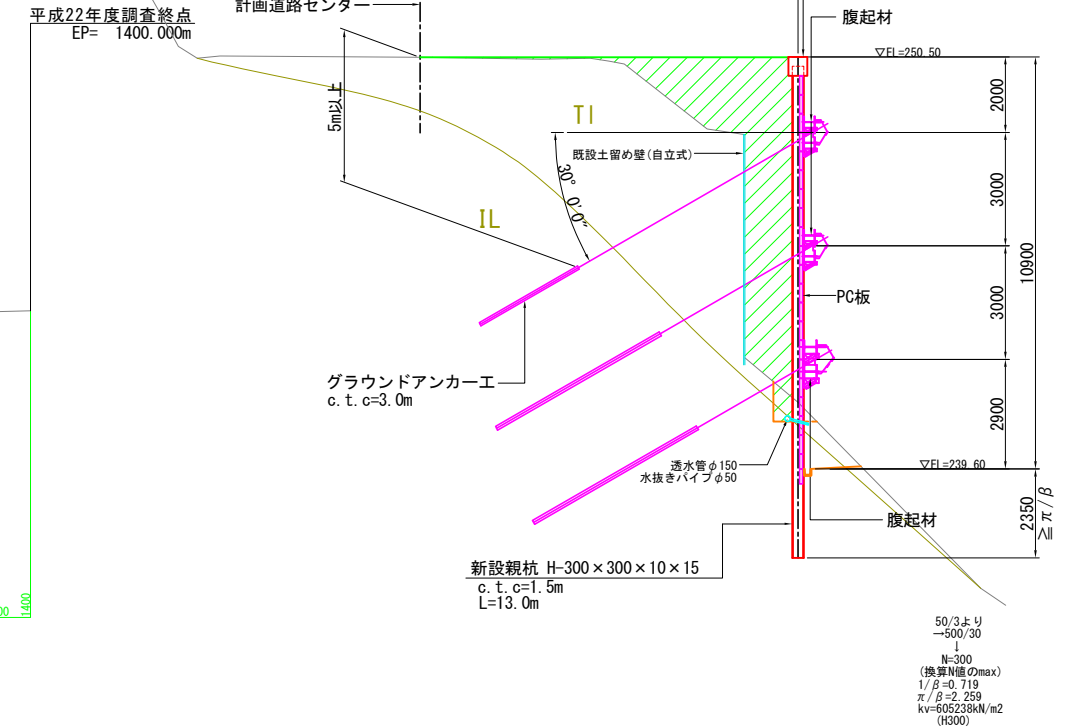 計画道路センター
平成22年度調査終点
EP= 1400.000m
腹起材
▽FL=250.50
5m以上
TI
既設土留め壁(自立式)
30° 0′0″
IL
2000
3000
10900
3000
PC板
グラウンドアンカー工
c.t.c=3.0m
2900
透水管φ150
水抜きパイプφ50
▽FL=239.60
腹起材
2350
≧π/β
新設親杭 H-300×300×10×15
c.t.c=1.5m
L=13.0m
00
1400
50/3より
→500/30
↓
N=300
(換算N値のmax)
1/β=0.719
π/β=2.259
kv=605238kN/m2
(H300)